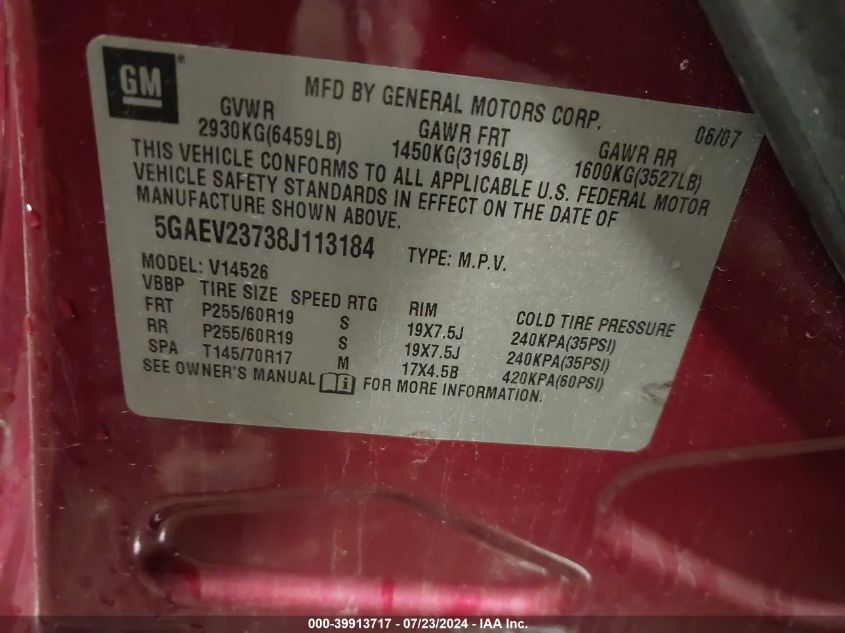 GM
MFD BY GENERAL MOTORS CORP. 06/07
GVWR GAWR FRT GAWR RR
2930KG(6459LB) 1450KG(3196LB) 1600KG(3527LB)
THIS VEHICLE CONFORMS TO ALL APPLICABLE U.S. FEDERAL MOTOR
VEHICLE SAFETY STANDARDS IN EFFECT ON THE DATE OF
MANUFACTURE SHOWN ABOVE.
5GAEV23738J113184 TYPE: M.P.V.
MODEL: V14526
VBBP TIRE SIZE SPEED RTG RIM COLD TIRE PRESSURE
FRT P255/60R19 S 19X7.5J 240KPA(35PSI)
RR P255/60R19 S 19X7.5J 240KPA(35PSI)
SPA T145/70R17 M 17X4.5B 420KPA(60PSI)
SEE OWNER'S MANUAL FOR MORE INFORMATION.
000-39913717 / 07/23/2024 - IAA Inc.